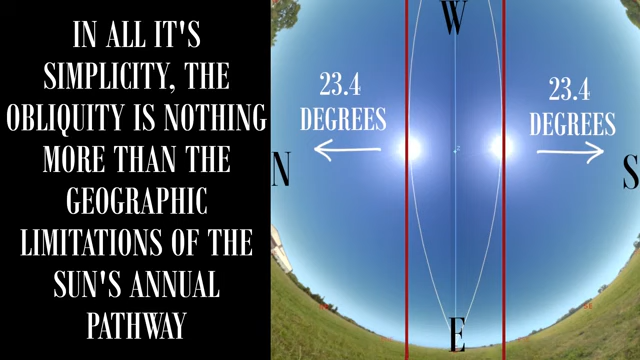 IN ALL IT'S
SIMPLICITY, THE
OBLIQUITY IS NOTHING
MORE THAN THE
GEOGRAPHIC
LIMITATIONS OF THE
SUN'S ANNUAL
PATHWAY
W
23.4
DEGREES
23.4
DEGREES
N
S
SE
E